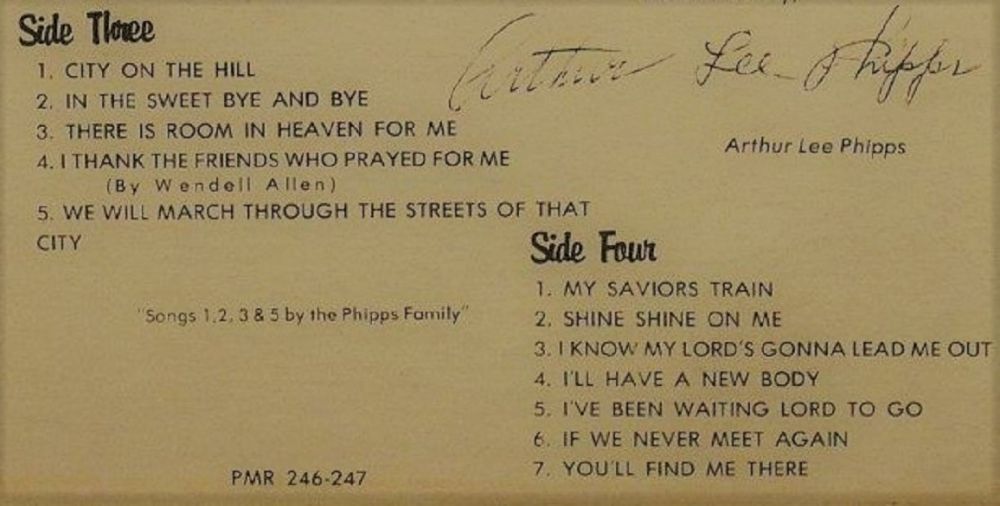 Side Three
1. CITY ON THE HILL
2. IN THE SWEET BYE AND BYE
3. THERE IS ROOM IN HEAVEN FOR ME
4. I THANK THE FRIENDS WHO PRAYED FOR ME
(By Wendell Allen)
5. WE WILL MARCH THROUGH THE STREETS OF THAT
CITY
"Songs 1, 2, 3 & 5 by the Phipps Family"
PMR 246-247
Arthur Lee Phipps
Arthur Lee Phipps
Side Four
1. MY SAVIORS TRAIN
2. SHINE SHINE ON ME
3. I KNOW MY LORD'S GONNA LEAD ME OUT
4. I'LL HAVE A NEW BODY
5. I'VE BEEN WAITING LORD TO GO
6. IF WE NEVER MEET AGAIN
7. YOU'LL FIND ME THERE